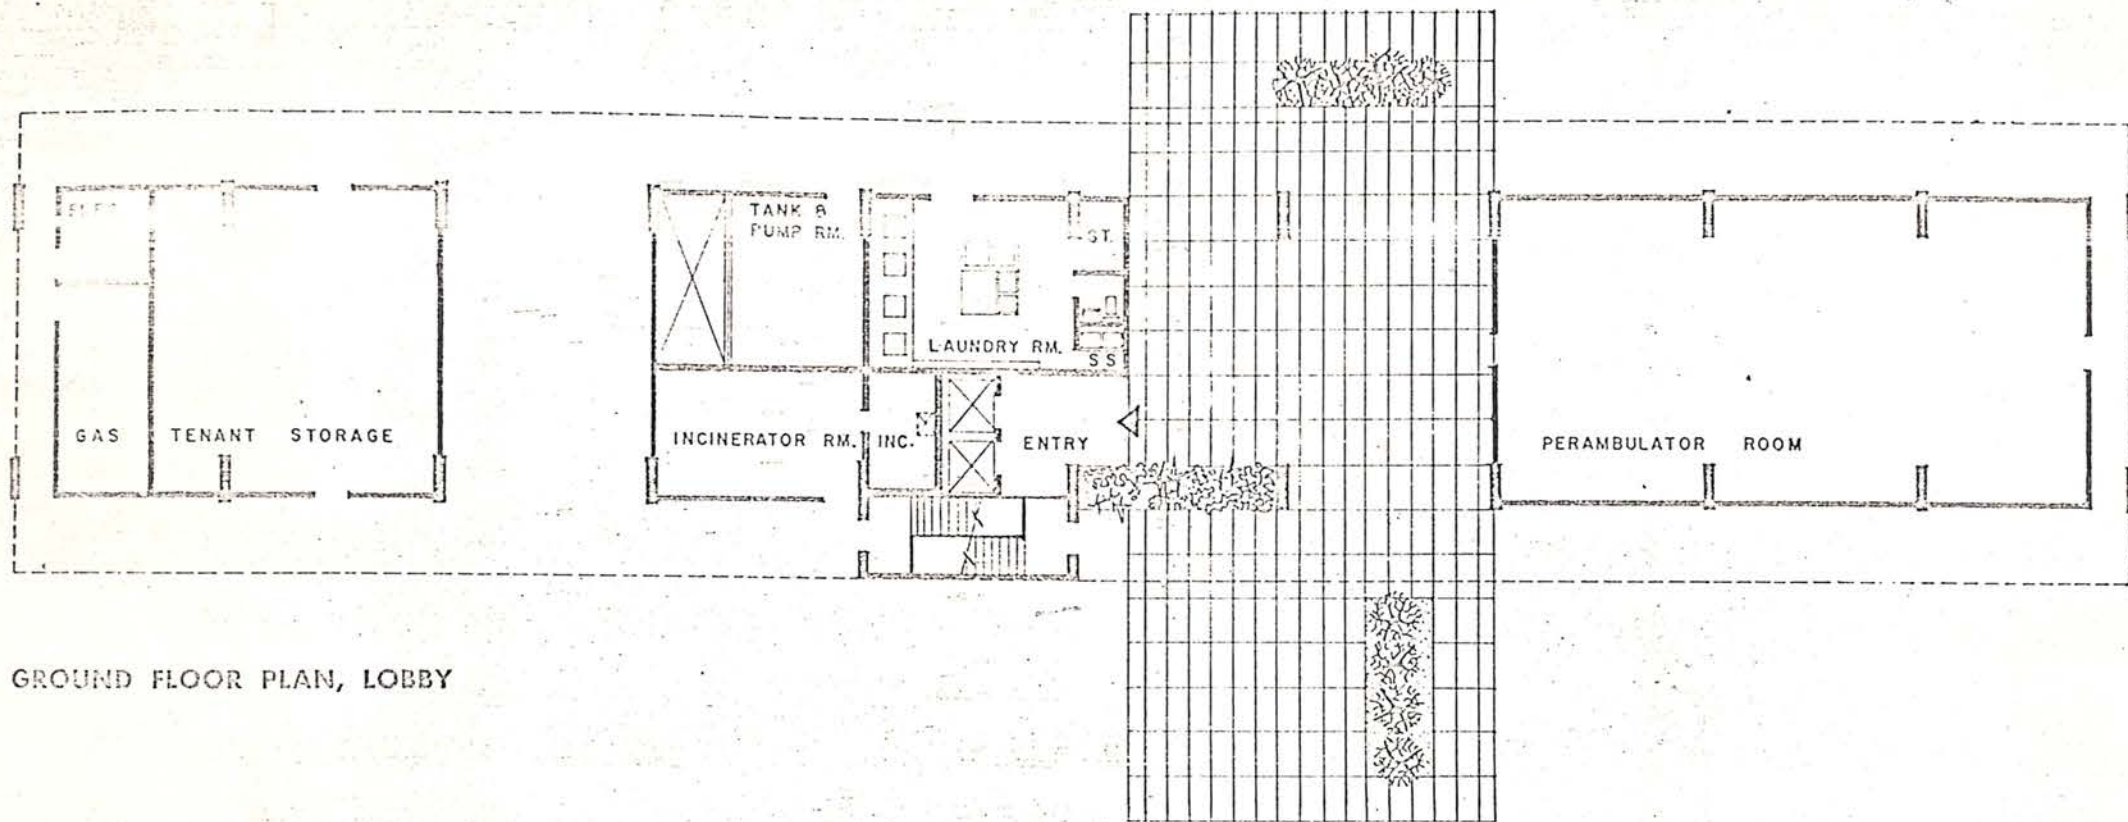 ELEC.
TANK &
PUMP RM.
ST.
LAUNDRY RM.
S S
GAS
TENANT STORAGE
INCINERATOR RM.
INC.
ENTRY
PERAMBULATOR ROOM
GROUND FLOOR PLAN, LOBBY